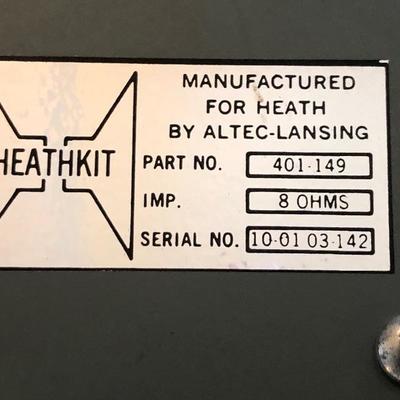 MANUFACTURED
FOR HEATH
BY ALTEC-LANSING
HEATHKIT
PART NO. 401-149
IMP. 8 OHMS
SERIAL NO. 10-01 03-142